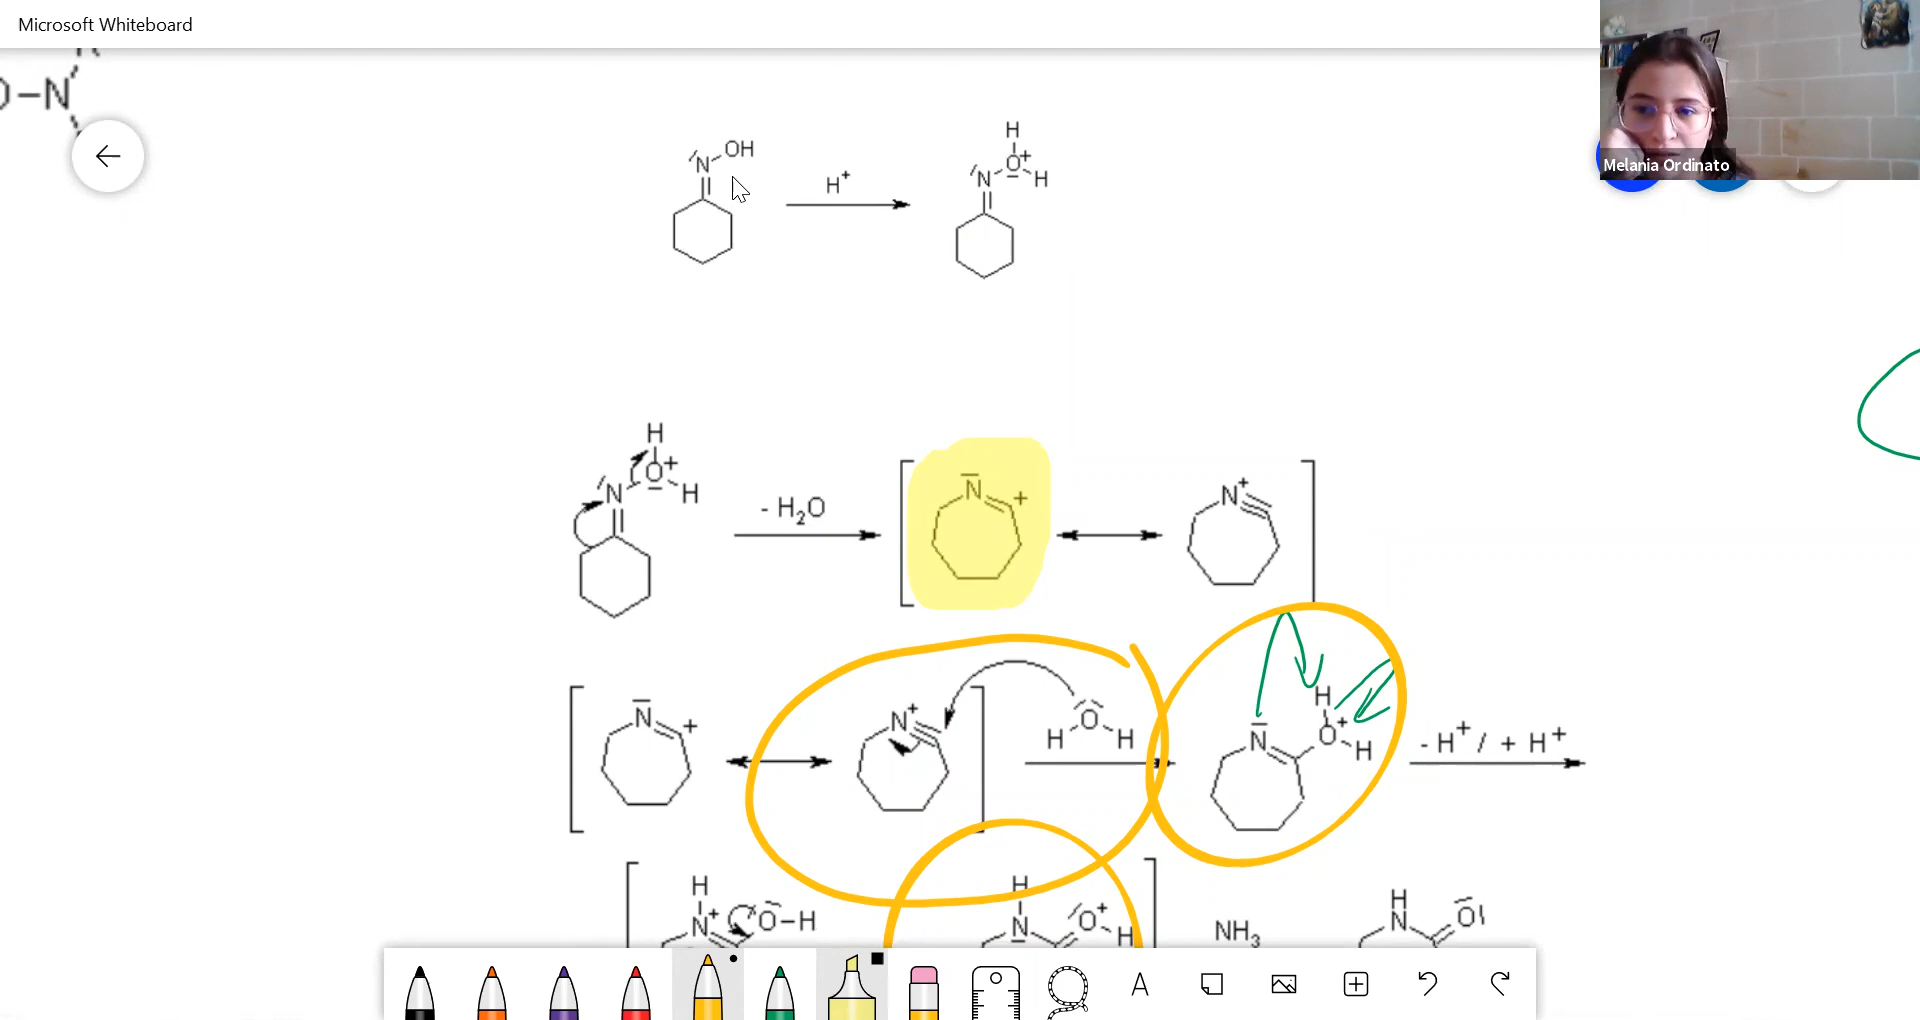 Microsoft Whiteboard
Melania Ordinato
N
OH
H⁺
H
N
O⁺
H
H
N
O⁺
H
- H₂O
N
+
N⁺
N
+
N⁺
H
O
H
N
H
O⁺
H
- H⁺ / + H⁺
H
N⁺
O–H
H
N
O⁺
H
NH₃
H
N
O
A